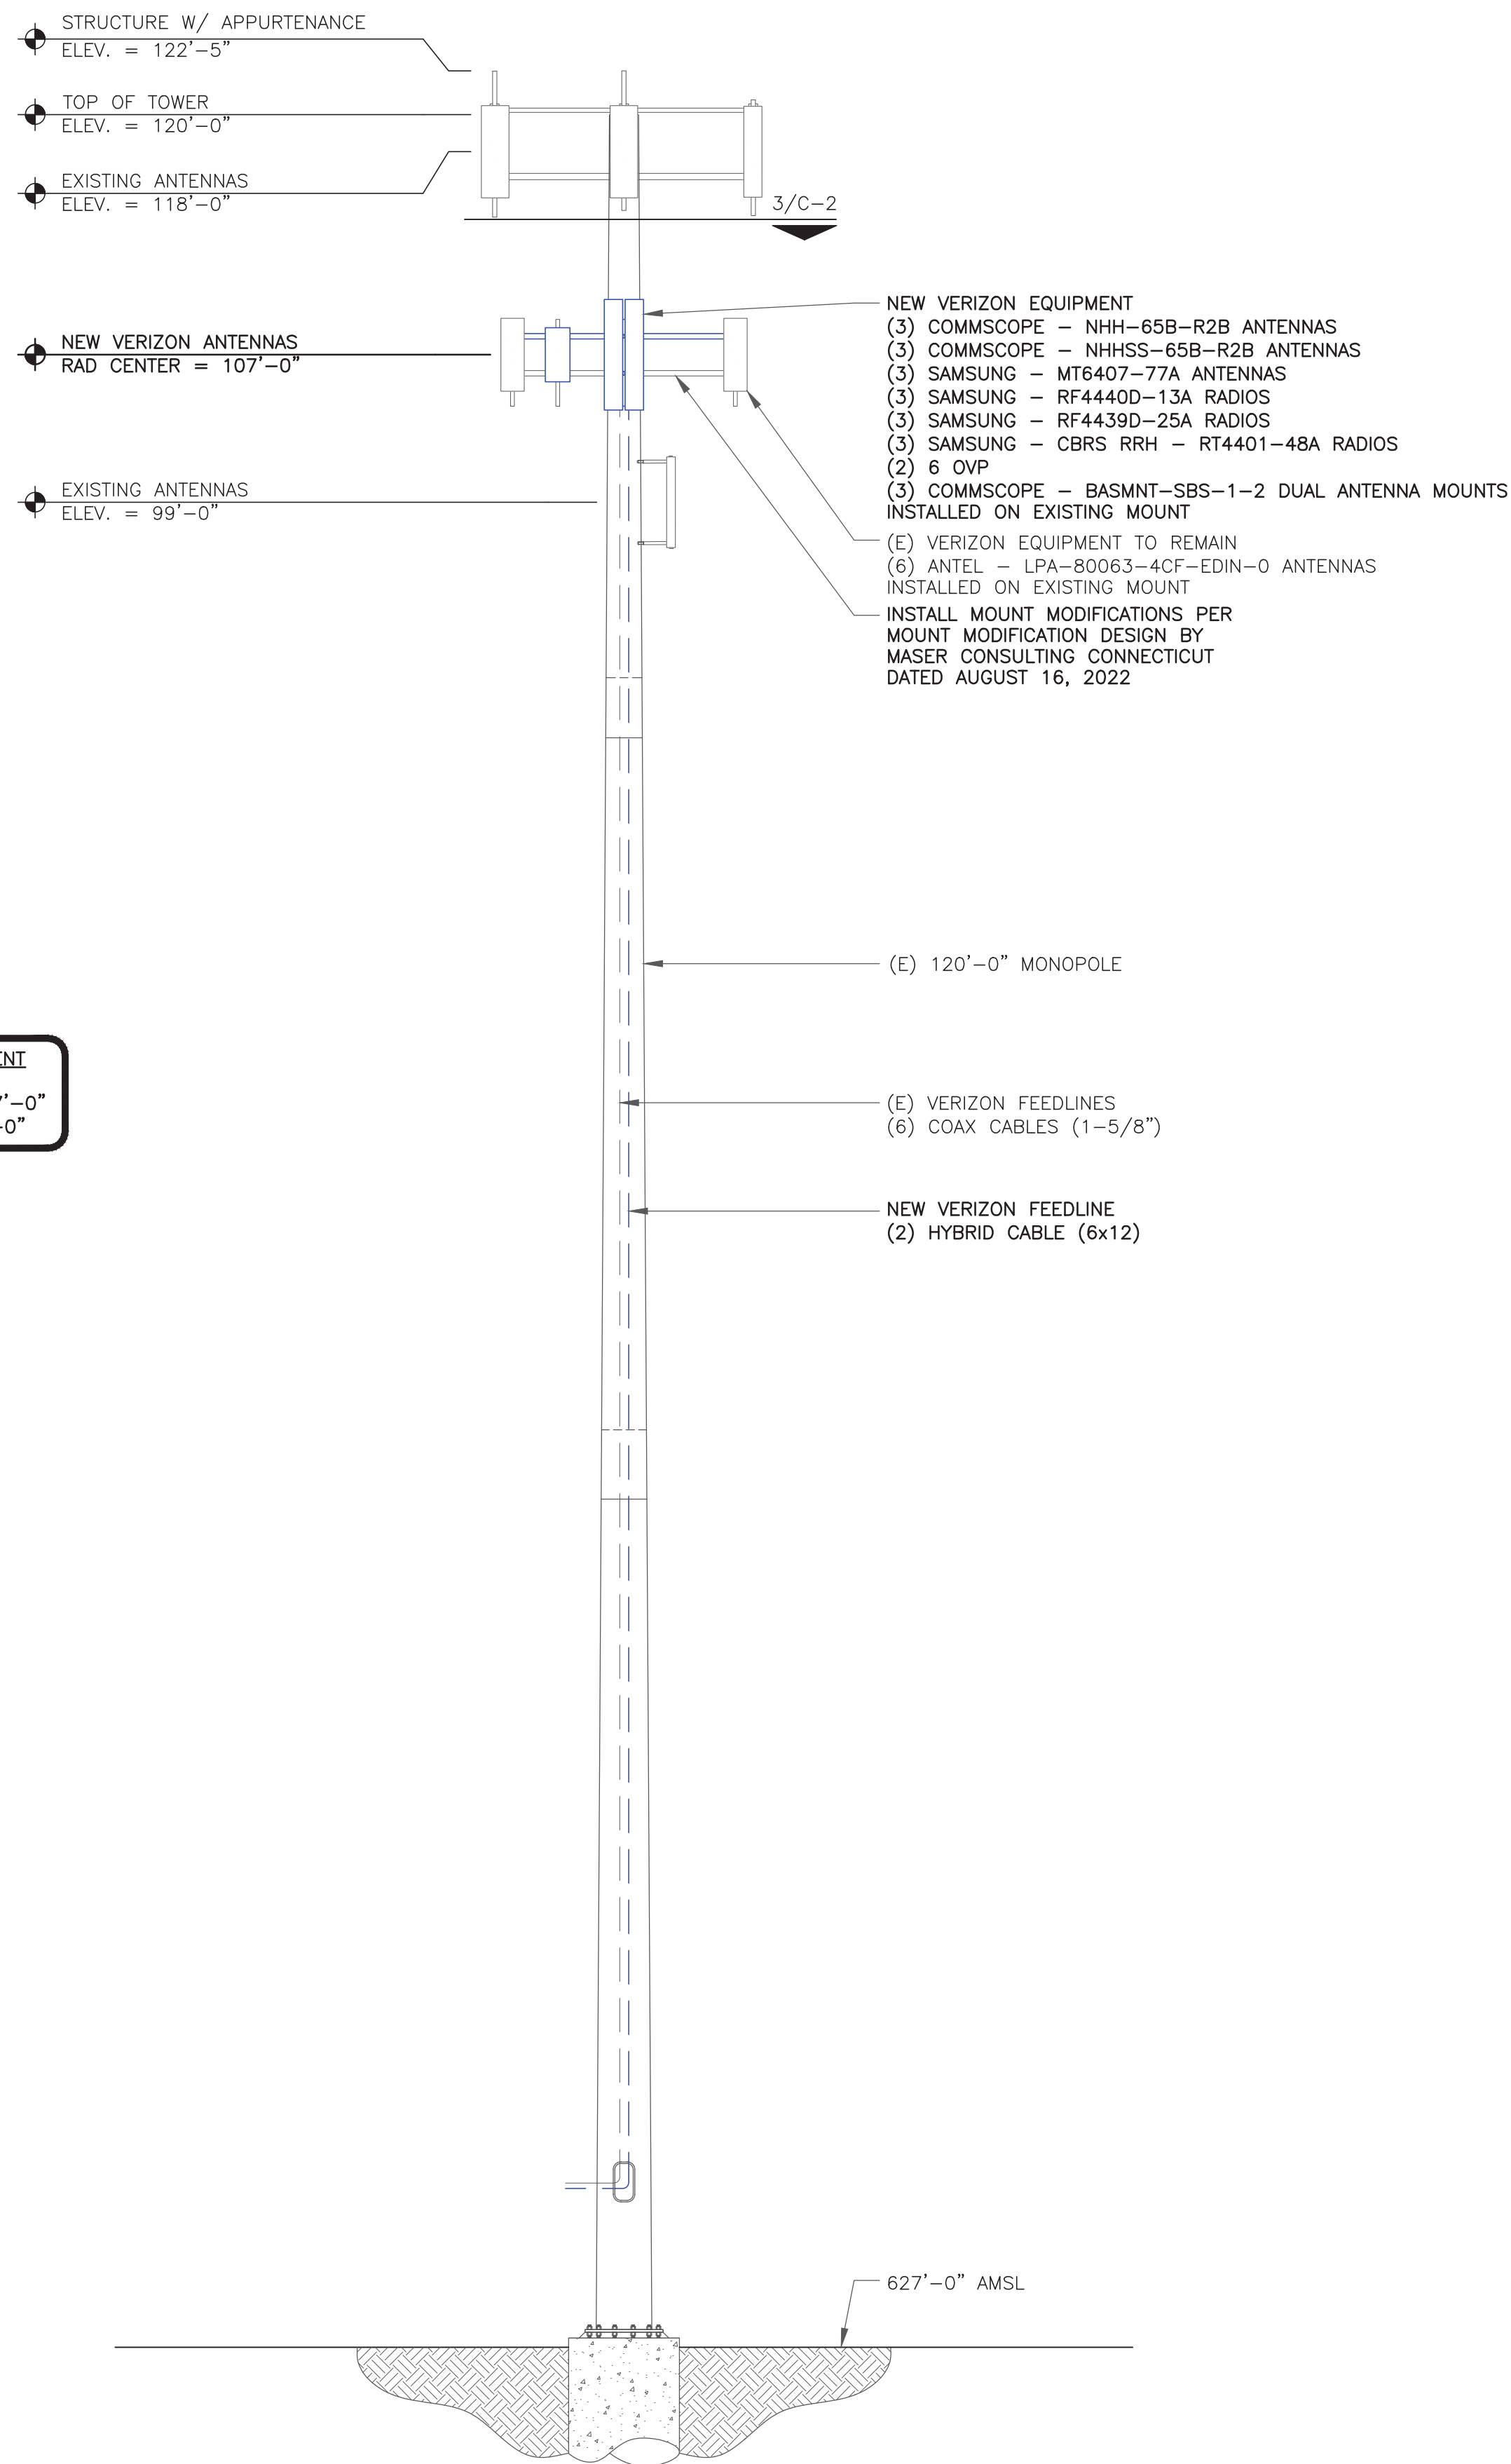 STRUCTURE W/ APPURTENANCE
ELEV. = 122'-5"
TOP OF TOWER
ELEV. = 120'-0"
EXISTING ANTENNAS
ELEV. = 118'-0"
3/C-2
NEW VERIZON ANTENNAS
RAD CENTER = 107'-0"
EXISTING ANTENNAS
ELEV. = 99'-0"
NEW VERIZON EQUIPMENT
(3) COMMSCOPE - NHH-65B-R2B ANTENNAS
(3) COMMSCOPE - NHHSS-65B-R2B ANTENNAS
(3) SAMSUNG - MT6407-77A ANTENNAS
(3) SAMSUNG - RF4440D-13A RADIOS
(3) SAMSUNG - RF4439D-25A RADIOS
(3) SAMSUNG - CBRS RRH - RT4401-48A RADIOS
(2) 6 OVP
(3) COMMSCOPE - BASMNT-SBS-1-2 DUAL ANTENNA MOUNTS
INSTALLED ON EXISTING MOUNT
(E) VERIZON EQUIPMENT TO REMAIN
(6) ANTEL - LPA-80063-4CF-EDIN-0 ANTENNAS
INSTALLED ON EXISTING MOUNT
INSTALL MOUNT MODIFICATIONS PER
MOUNT MODIFICATION DESIGN BY
MASER CONSULTING CONNECTICUT
DATED AUGUST 16, 2022
(E) 120'-0" MONOPOLE
(E) VERIZON FEEDLINES
(6) COAX CABLES (1-5/8")
NEW VERIZON FEEDLINE
(2) HYBRID CABLE (6x12)
627'-0" AMSL